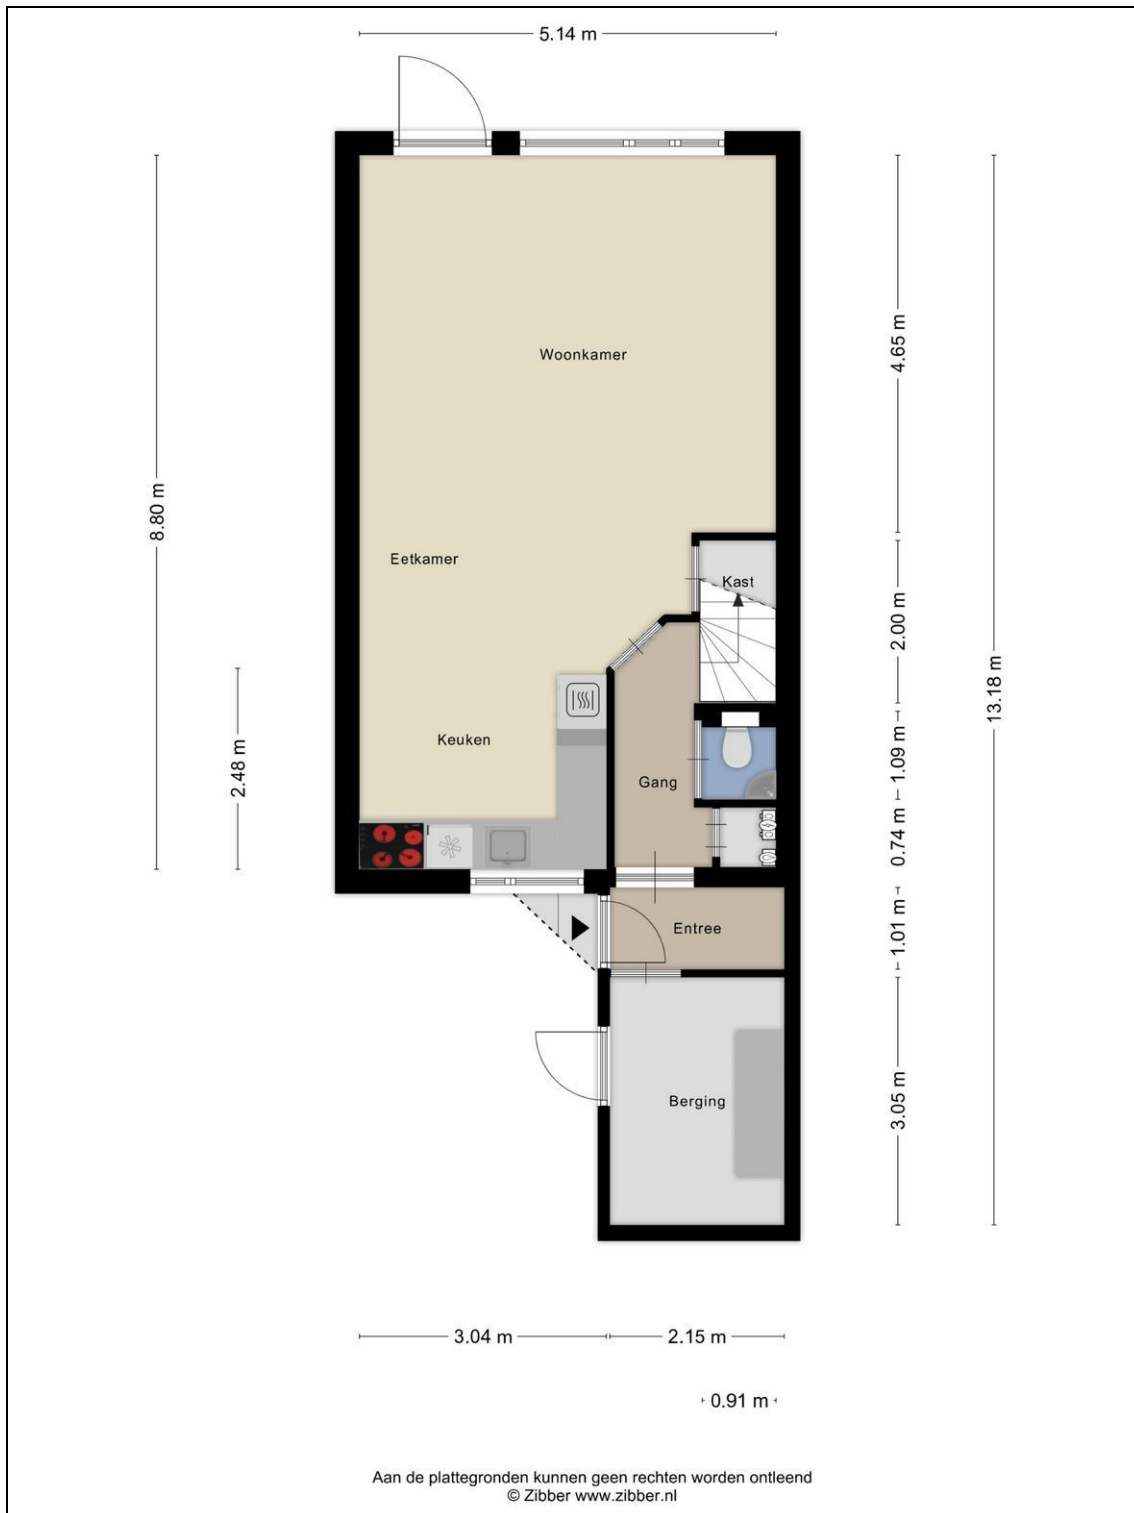 5.14 m
Woonkamer
4.65 m
8.80 m
Eetkamer
Kast
2.00 m
13.18 m
Keuken
2.48 m
Gang
1.09 m
0.74 m
Entree
1.01 m
Berging
3.05 m
3.04 m
2.15 m
0.91 m
Aan de plattegronden kunnen geen rechten worden ontleend
© Zibber www.zibber.nl